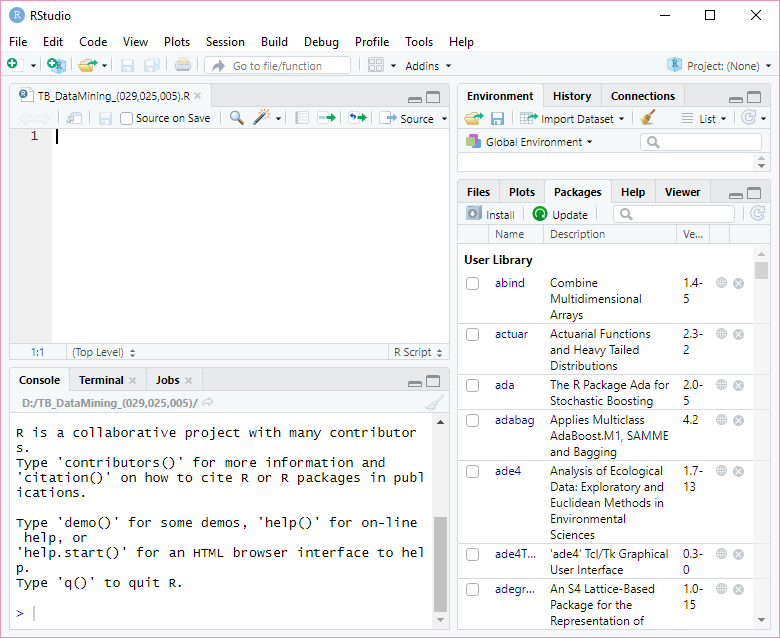 RStudio
File Edit Code View Plots Session Build Debug Profile Tools Help
Go to file/function Addins Project: (None)
TB_DataMining_(029,025,005).R
Source on Save Source
1
1:1 (Top Level) R Script
Console Terminal Jobs
D:/TB_DataMining_(029,025,005)/
R is a collaborative project with many contributor
s.
Type 'contributors()' for more information and
'citation()' on how to cite R or R packages in publ
ications.
Type 'demo()' for some demos, 'help()' for on-line
help, or
'help.start()' for an HTML browser interface to hel
p.
Type 'q()' to quit R.
>
Environment History Connections
Import Dataset List
Global Environment
Files Plots Packages Help Viewer
Install Update
Name Description Ve...
User Library
abind Combine 1.4-
Multidimensional 5
Arrays
actuar Actuarial Functions 2.3-
and Heavy Tailed 2
Distributions
ada The R Package Ada for 2.0-
Stochastic Boosting 5
adabag Applies Multiclass 4.2
AdaBoost.M1, SAMME
and Bagging
ade4 Analysis of Ecological 1.7-
Data: Exploratory and 13
Euclidean Methods in
Environmental
Sciences
ade4T... 'ade4' Tcl/Tk Graphical 0.3-
User Interface 0
adegr... An S4 Lattice-Based 1.0-
Package for the 15
Representation of